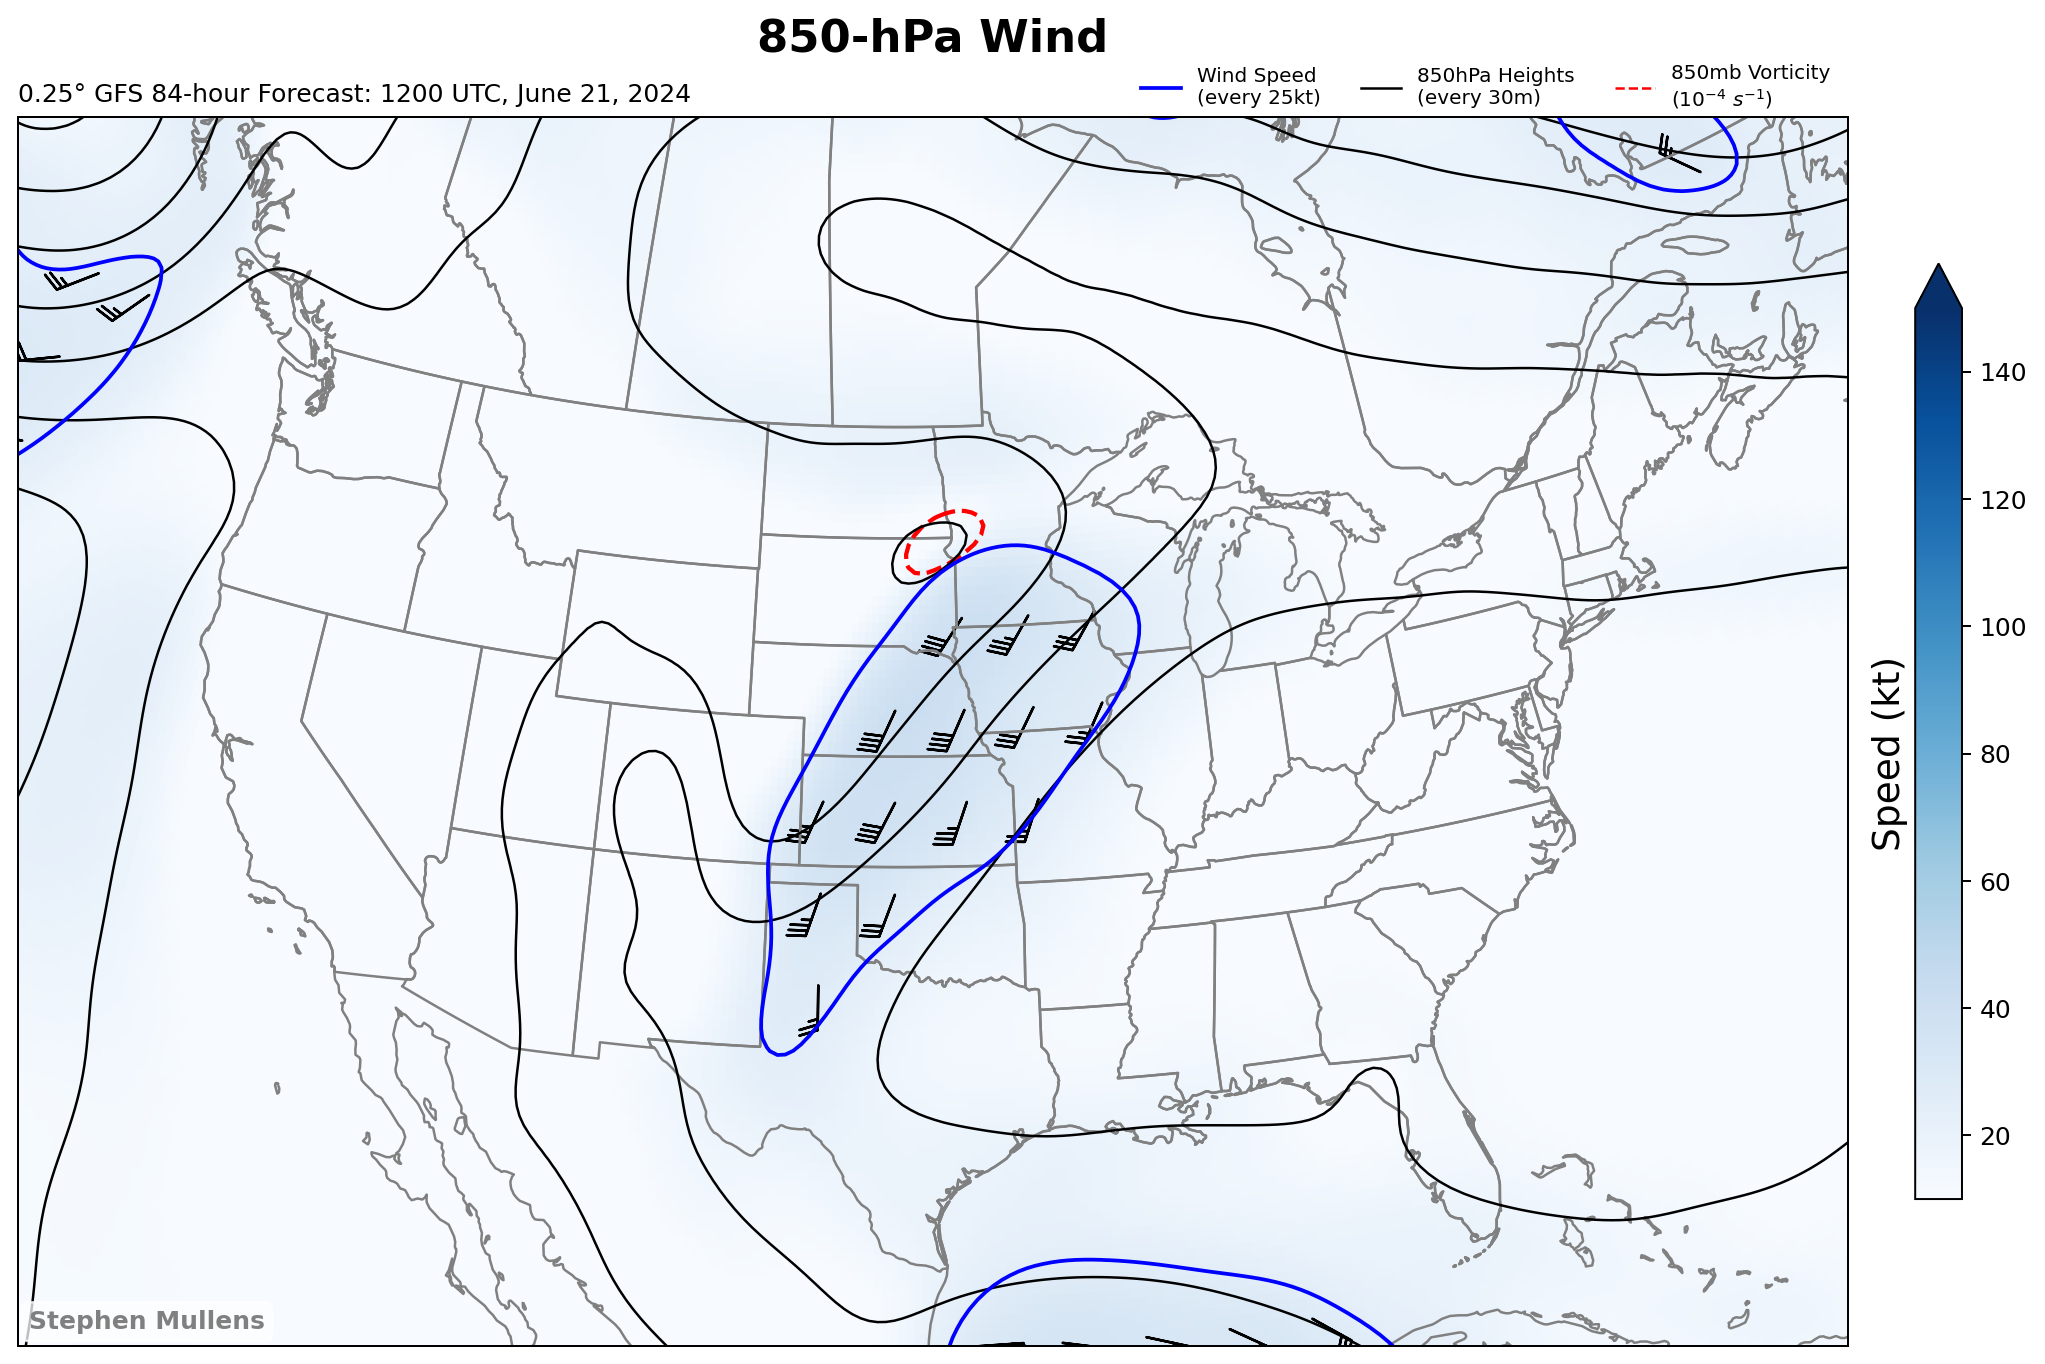 850-hPa Wind
0.25° GFS 84-hour Forecast: 1200 UTC, June 21, 2024
Wind Speed
(every 25kt)
850hPa Heights
(every 30m)
850mb Vorticity
(10⁻⁴ s⁻¹)
140
120
100
80
60
40
20
Speed (kt)
Stephen Mullens